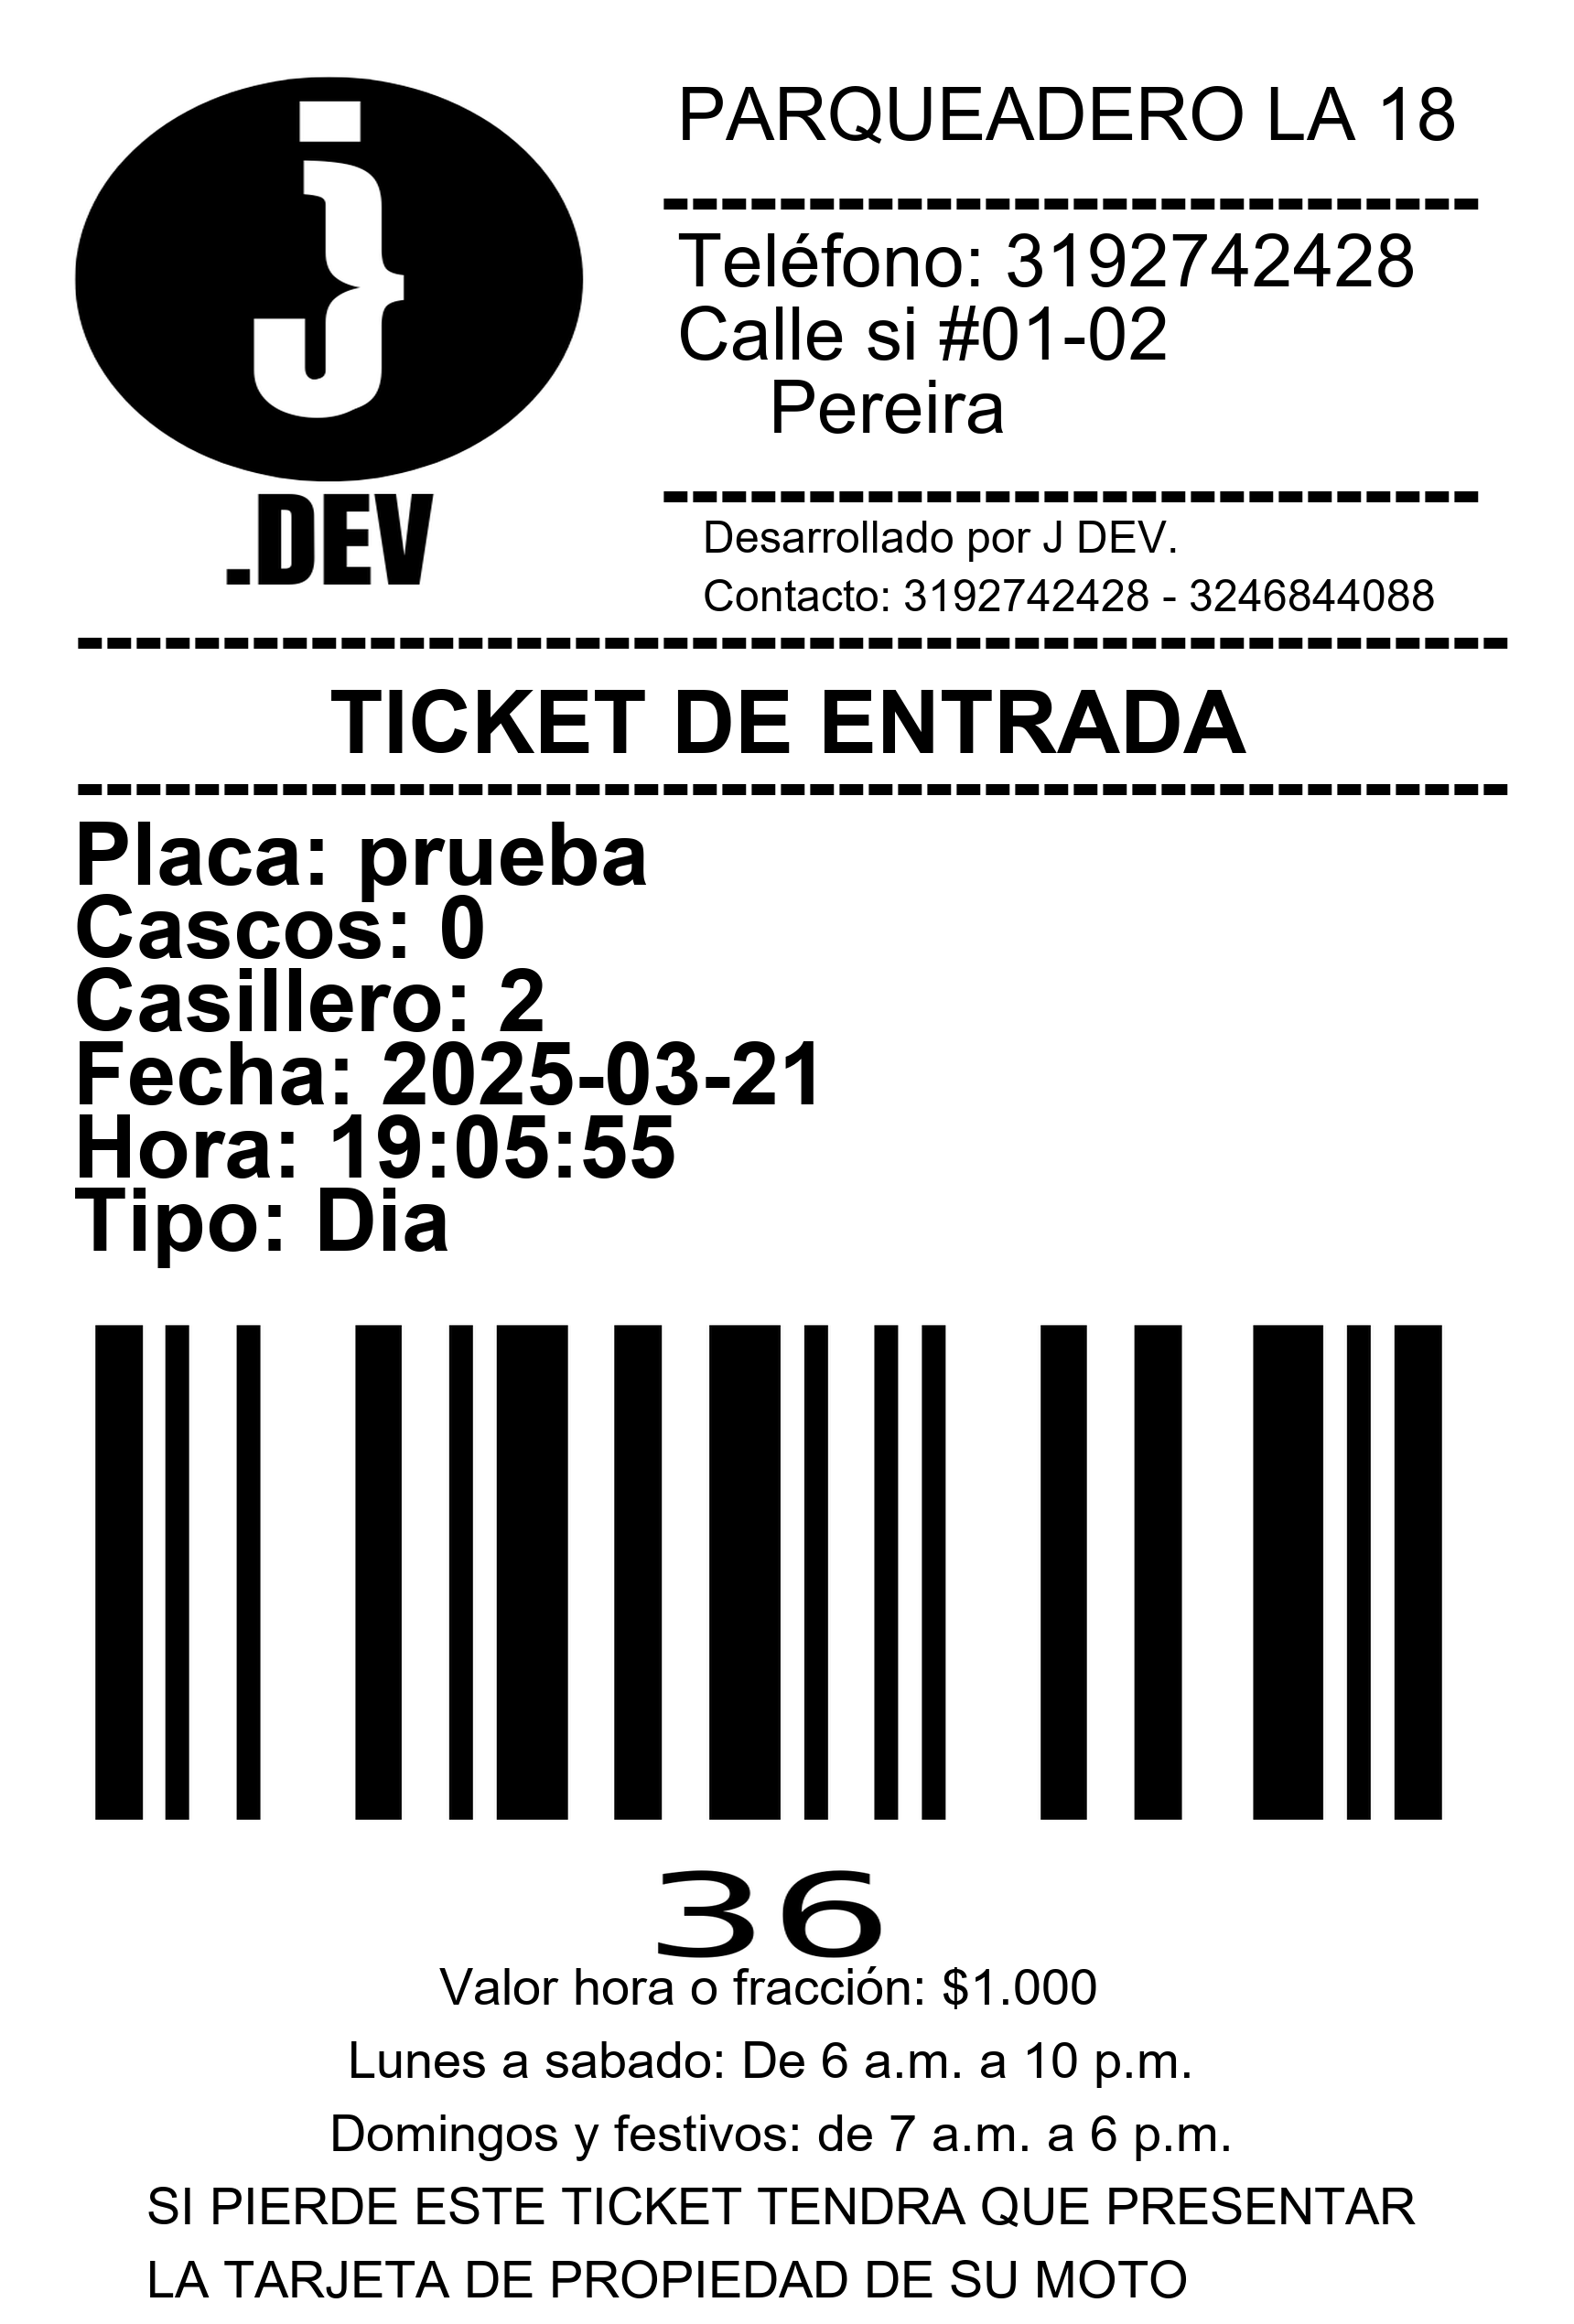 j
.DEV
PARQUEADERO LA 18
------------------------------
Teléfono: 3192742428
Calle si #01-02
Pereira
------------------------------
Desarrollado por J DEV.
Contacto: 3192742428 - 3246844088
-------------------------------------------------
TICKET DE ENTRADA
-------------------------------------------------
Placa: prueba
Cascos: 0
Casillero: 2
Fecha: 2025-03-21
Hora: 19:05:55
Tipo: Dia
36
Valor hora o fracción: $1.000
Lunes a sabado: De 6 a.m. a 10 p.m.
Domingos y festivos: de 7 a.m. a 6 p.m.
SI PIERDE ESTE TICKET TENDRA QUE PRESENTAR
LA TARJETA DE PROPIEDAD DE SU MOTO